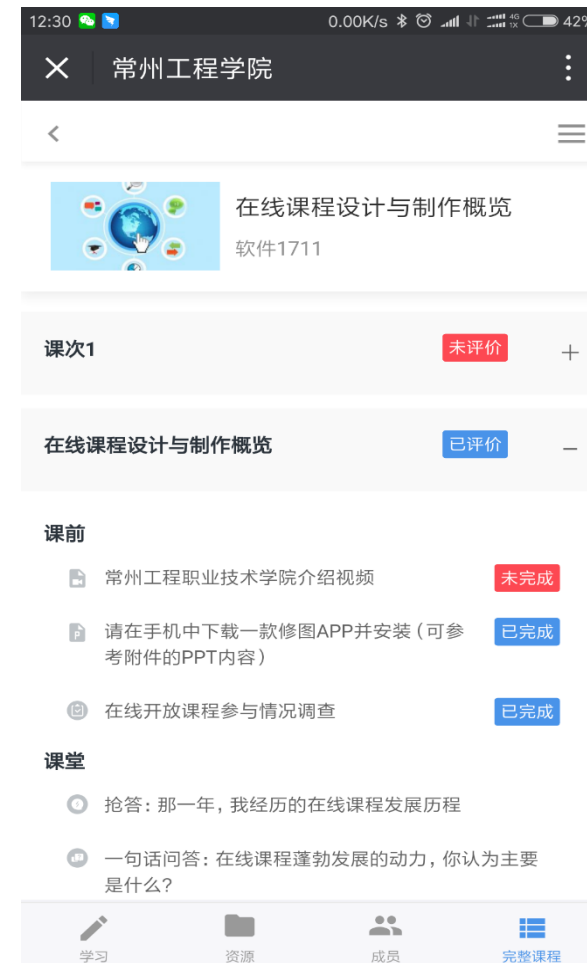 12:30 0.00K/s 4G 1X 42%
常州工程学院
在线课程设计与制作概览
软件1711
课次1 未评价
在线课程设计与制作概览 已评价
课前
常州工程职业技术学院介绍视频 未完成
请在手机中下载一款修图APP并安装(可参 已完成
考附件的PPT内容)
在线开放课程参与情况调查 已完成
课堂
抢答:那一年,我经历的在线课程发展历程
一句话问答:在线课程蓬勃发展的动力,你认为主要
是什么?
学习 资源 成员 完整课程